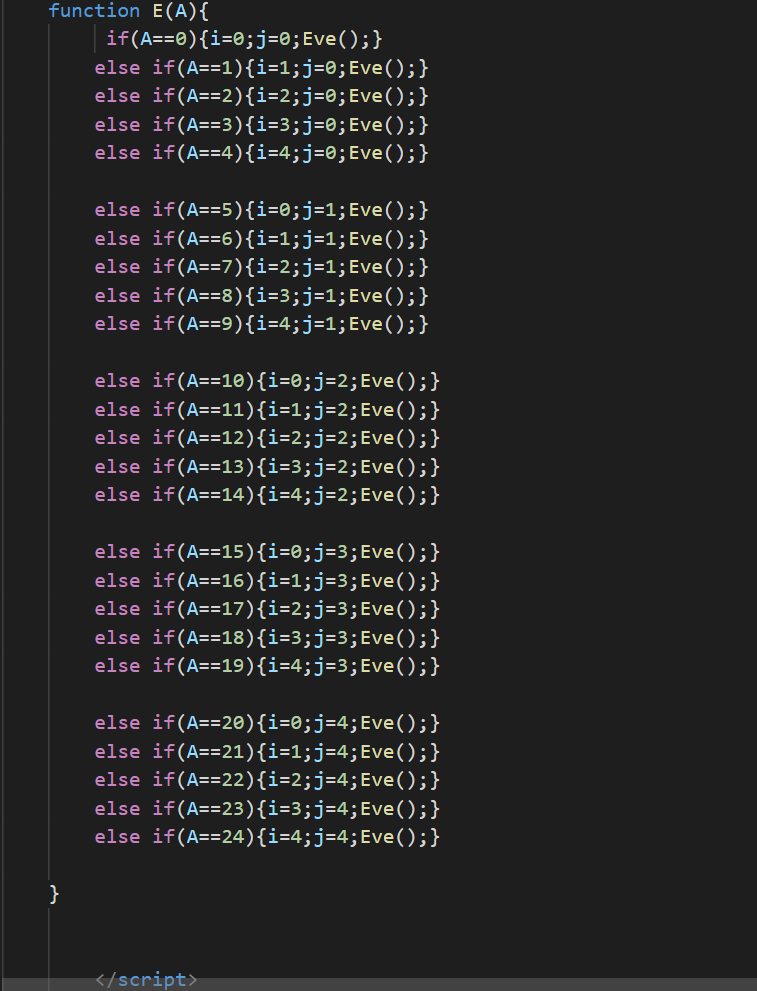 function E(A){
if(A==0){i=0;j=0;Eve();}
else if(A==1){i=1;j=0;Eve();}
else if(A==2){i=2;j=0;Eve();}
else if(A==3){i=3;j=0;Eve();}
else if(A==4){i=4;j=0;Eve();}
else if(A==5){i=0;j=1;Eve();}
else if(A==6){i=1;j=1;Eve();}
else if(A==7){i=2;j=1;Eve();}
else if(A==8){i=3;j=1;Eve();}
else if(A==9){i=4;j=1;Eve();}
else if(A==10){i=0;j=2;Eve();}
else if(A==11){i=1;j=2;Eve();}
else if(A==12){i=2;j=2;Eve();}
else if(A==13){i=3;j=2;Eve();}
else if(A==14){i=4;j=2;Eve();}
else if(A==15){i=0;j=3;Eve();}
else if(A==16){i=1;j=3;Eve();}
else if(A==17){i=2;j=3;Eve();}
else if(A==18){i=3;j=3;Eve();}
else if(A==19){i=4;j=3;Eve();}
else if(A==20){i=0;j=4;Eve();}
else if(A==21){i=1;j=4;Eve();}
else if(A==22){i=2;j=4;Eve();}
else if(A==23){i=3;j=4;Eve();}
else if(A==24){i=4;j=4;Eve();}
}
</script>